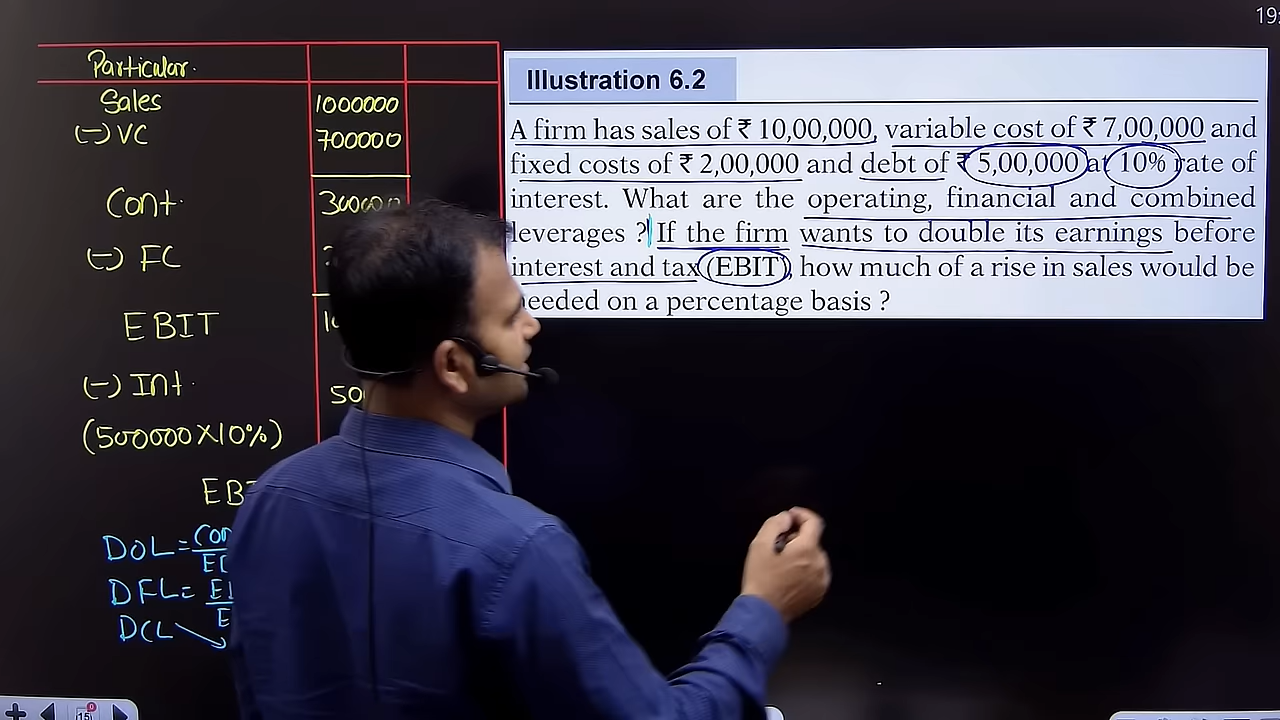 19:
Particular.
Sales 1000000
(-) VC 700000
Cont.
(-) FC
EBIT
(-) Int.
(500000X10%)
DOL=
DFL=
DCL
Illustration 6.2
A firm has sales of ₹ 10,00,000, variable cost of ₹ 7,00,000 and
fixed costs of ₹ 2,00,000 and debt of ₹ 5,00,000 at 10% rate of
interest. What are the operating, financial and combined
leverages ? If the firm wants to double its earnings before
interest and tax (EBIT), how much of a rise in sales would be
needed on a percentage basis ?
15